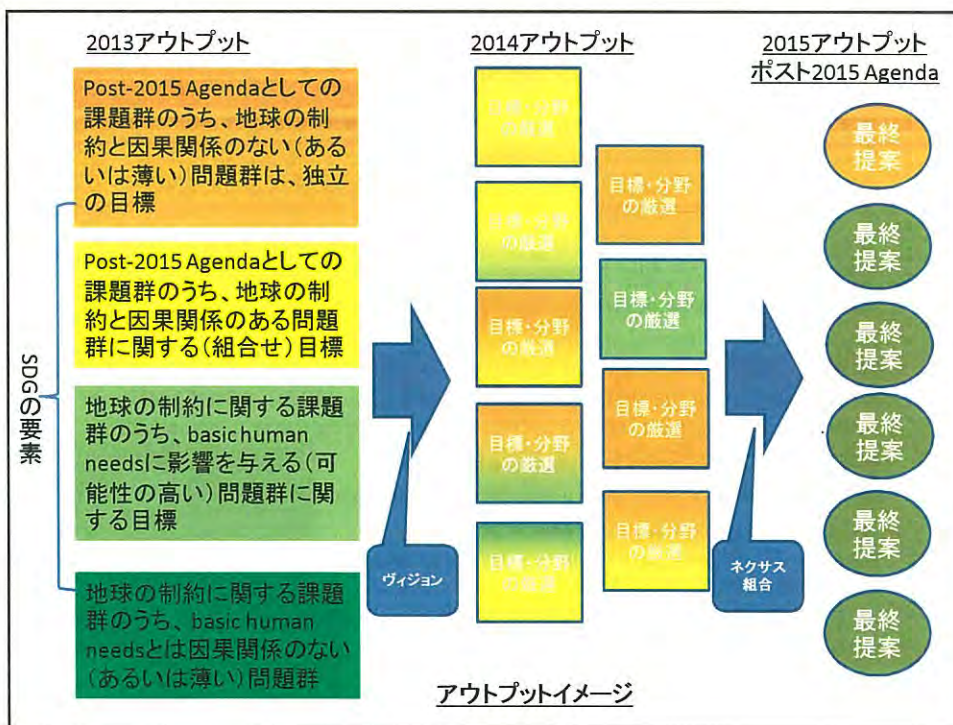 2013アウトプット
2014アウトプット
2015アウトプット
ポスト2015 Agenda
SDGの要素
Post-2015 Agendaとしての
課題群のうち、地球の制
約と因果関係のない(ある
いは薄い)問題群は、独立
の目標
Post-2015 Agendaとしての
課題群のうち、地球の制
約と因果関係のある問題
群に関する(組合せ)目標
地球の制約に関する課題
群のうち、basic human
needsに影響を与える(可
能性の高い)問題群に関
する目標
地球の制約に関する課題
群のうち、basic human
needsとは因果関係のない
(あるいは薄い)問題群
ヴィジョン
目標・分野
の厳選
目標・分野
の厳選
目標・分野
の厳選
目標・分野
の厳選
目標・分野
の厳選
目標・分野
の厳選
目標・分野
の厳選
目標・分野
の厳選
目標・分野
の厳選
ネクサス
組合
最終
提案
最終
提案
最終
提案
最終
提案
最終
提案
最終
提案
アウトプットイメージ